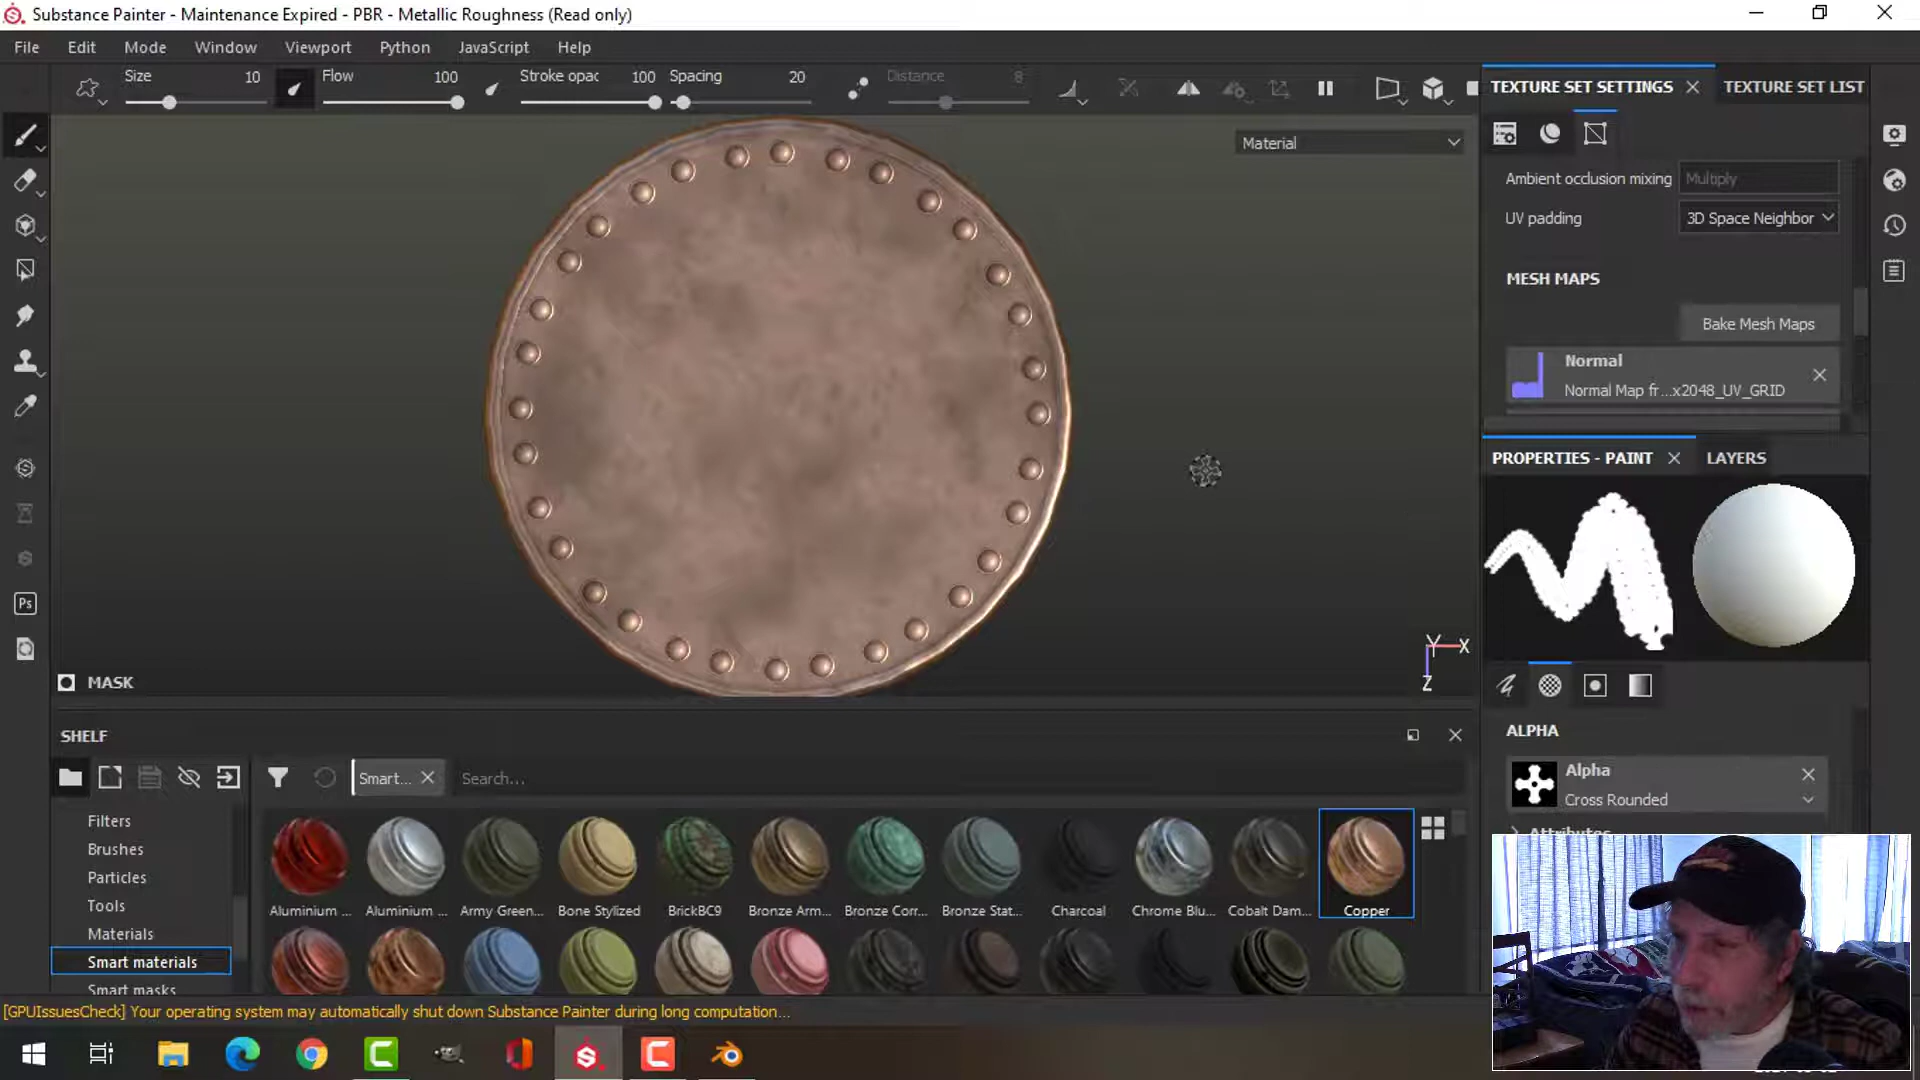 Substance Painter - Maintenance Expired - PBR - Metallic Roughness (Read only)
File Edit Mode Window Viewport Python JavaScript Help
Size 10 Flow 100 Stroke opac 100 Spacing 20 Distance 8
TEXTURE SET SETTINGS TEXTURE SET LIST
Material
Ambient occlusion mixing Multiply
UV padding 3D Space Neighbor
MESH MAPS
Bake Mesh Maps
Normal
Normal Map fr...x2048_UV_GRID
PROPERTIES - PAINT LAYERS
Y X
Z
MASK
Ps
SHELF
ALPHA
Smart... Search...
Alpha
Cross Rounded
Attributes
Filters
Brushes
Particles
Tools
Materials
Smart materials
Smart masks
Aluminium ... Aluminium ... Army Green... Bone Stylized BrickBC9 Bronze Arm... Bronze Corr... Bronze Stat... Charcoal Chrome Blu... Cobalt Dam... Copper
[GPUIssuesCheck] Your operating system may automatically shut down Substance Painter during long computation...